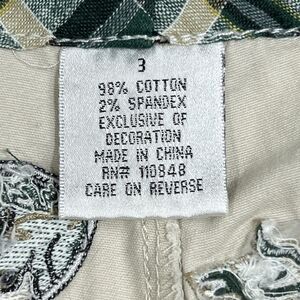 3
98% COTTON
2% SPANDEX
EXCLUSIVE OF
DECORATION
MADE IN CHINA
RN# 110848
CARE ON REVERSE